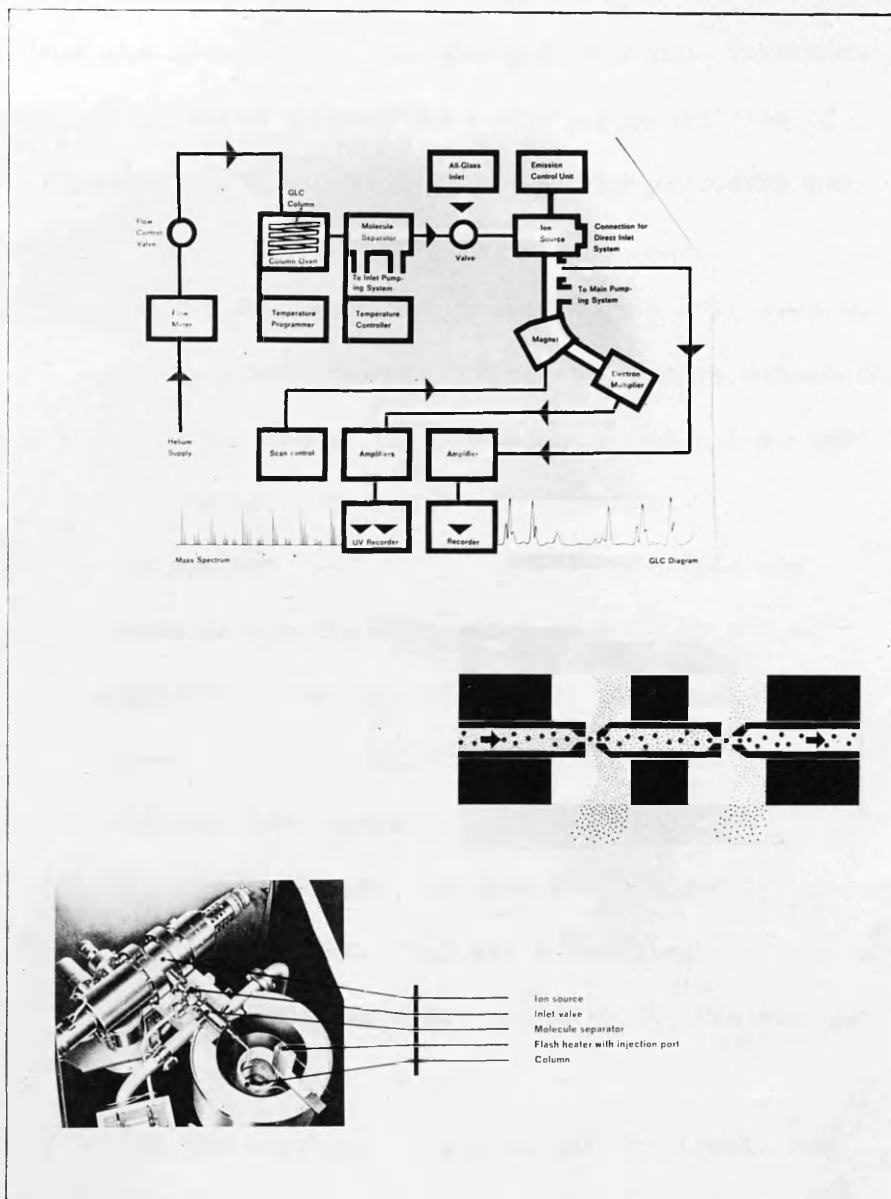 All-Glass
Inlet
Emission
Control Unit
GLC
Column
Flow
Control
Valve
Column Oven
Molecule
Separator
Valve
Ion
Source
Connection for
Direct Inlet
System
To Inlet Pump-
ing System
To Main Pump-
ing System
Flow
Meter
Temperature
Programmer
Temperature
Controller
Magnet
Electron
Multiplier
Helium
Supply
Scan control
Amplifiers
Amplifier
UV Recorder
Recorder
Mass Spectrum
GLC Diagram
Ion source
Inlet valve
Molecule separator
Flash heater with injection port
Column